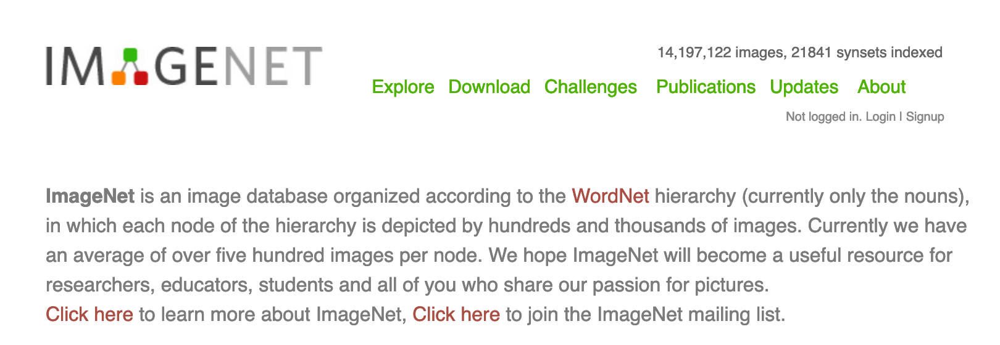 IMAGENET
14,197,122 images, 21841 synsets indexed
Explore Download Challenges Publications Updates About
Not logged in. Login | Signup
ImageNet is an image database organized according to the WordNet hierarchy (currently only the nouns),
in which each node of the hierarchy is depicted by hundreds and thousands of images. Currently we have
an average of over five hundred images per node. We hope ImageNet will become a useful resource for
researchers, educators, students and all of you who share our passion for pictures.
Click here to learn more about ImageNet, Click here to join the ImageNet mailing list.